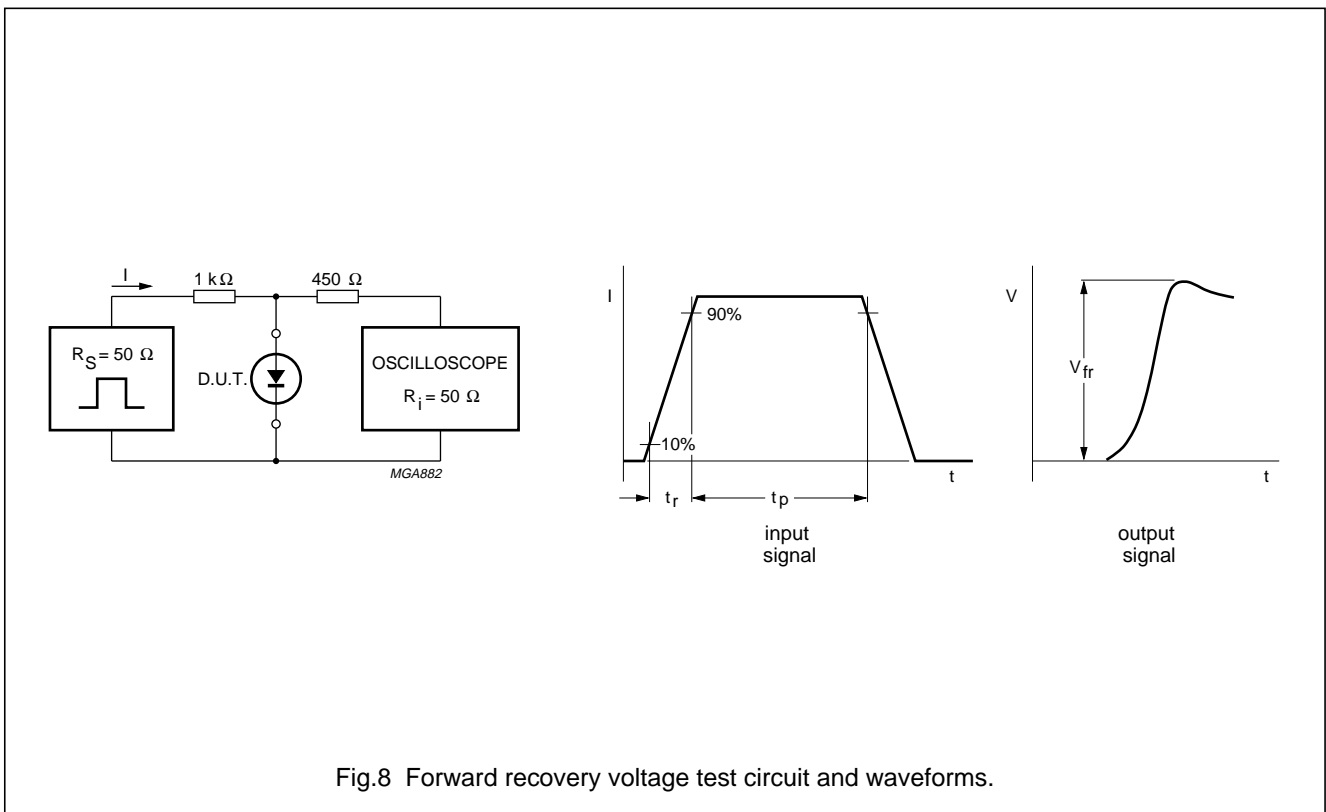 I
1 kΩ
450 Ω
R_S = 50 Ω
D.U.T.
OSCILLOSCOPE
R_i = 50 Ω
MGA882
I
90%
10%
t
t_r
t_p
input
signal
V
V_fr
t
output
signal
Fig.8 Forward recovery voltage test circuit and waveforms.